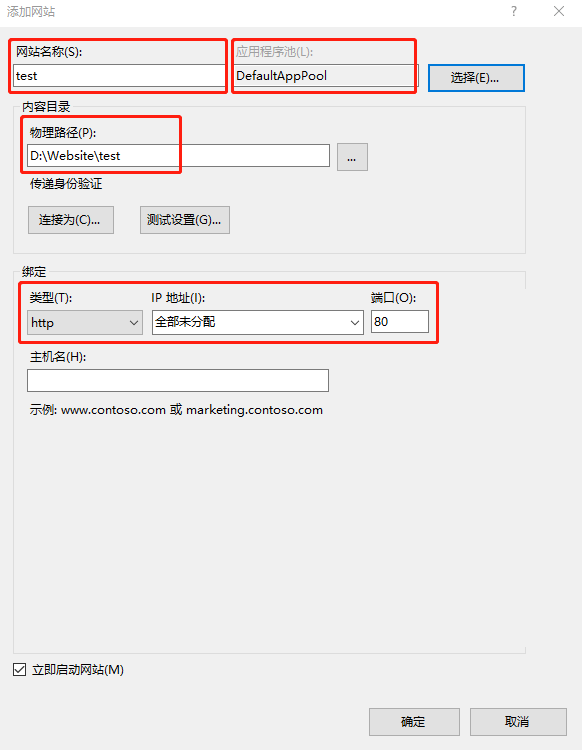 添加网站
?
网站名称(S):
应用程序池(L):
test
DefaultAppPool
选择(E)...
内容目录
物理路径(P):
D:\Website\test
...
传递身份验证
连接为(C)...
测试设置(G)...
绑定
类型(T):
IP 地址(I):
端口(O):
http
全部未分配
80
主机名(H):
示例: www.contoso.com 或 marketing.contoso.com
立即启动网站(M)
确定
取消